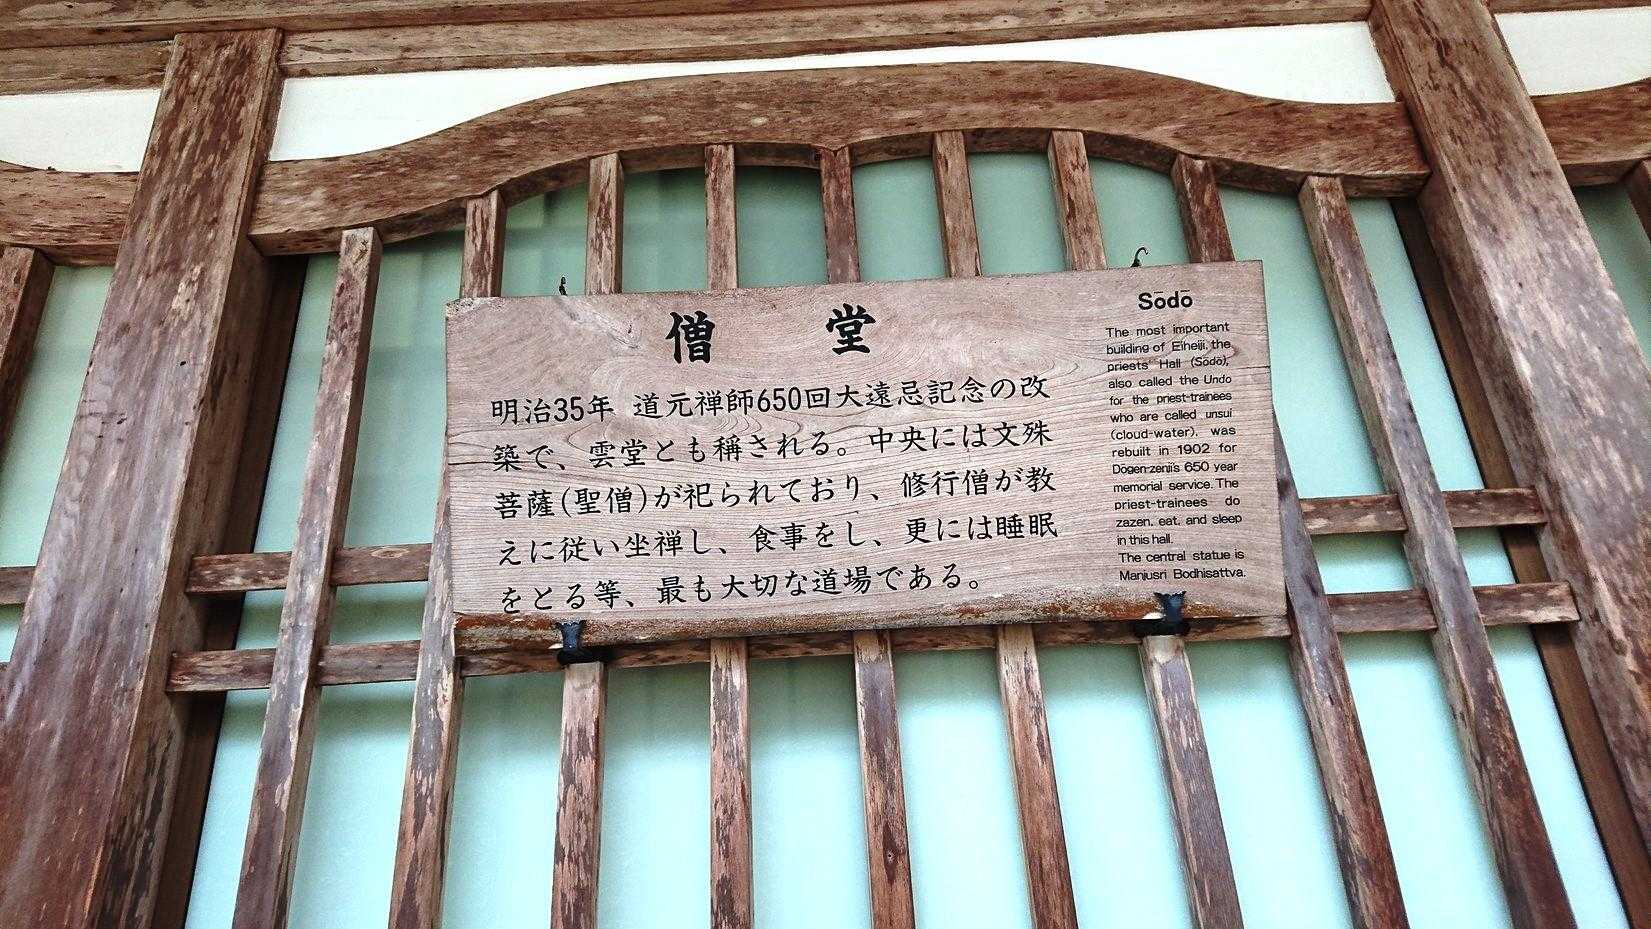 僧 堂
明治35年 道元禅師650回大遠忌記念の改
築で、雲堂とも稱される。中央には文殊
菩薩(聖僧)が祀られており、修行僧が教
えに従い坐禅し、食事をし、更には睡眠
をとる等、最も大切な道場である。
Sōdō
The most important
building of Eiheiji, the
priests' Hall (Sōdō),
also called the Undo
for the priest-trainees
who are called unsui
(cloud-water), was
rebuilt in 1902 for
Dōgen-zenji's 650 year
memorial service. The
priest-trainees do
zazen, eat, and sleep
in this hall.
The central statue is
Manjusri Bodhisattva.